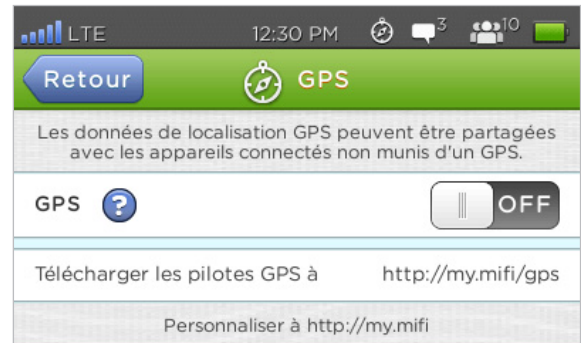 LTE 12:30 PM 3 10
Retour GPS
Les données de localisation GPS peuvent être partagées
avec les appareils connectés non munis d'un GPS.
GPS ? OFF
Télécharger les pilotes GPS à http://my.mifi/gps
Personnaliser à http://my.mifi